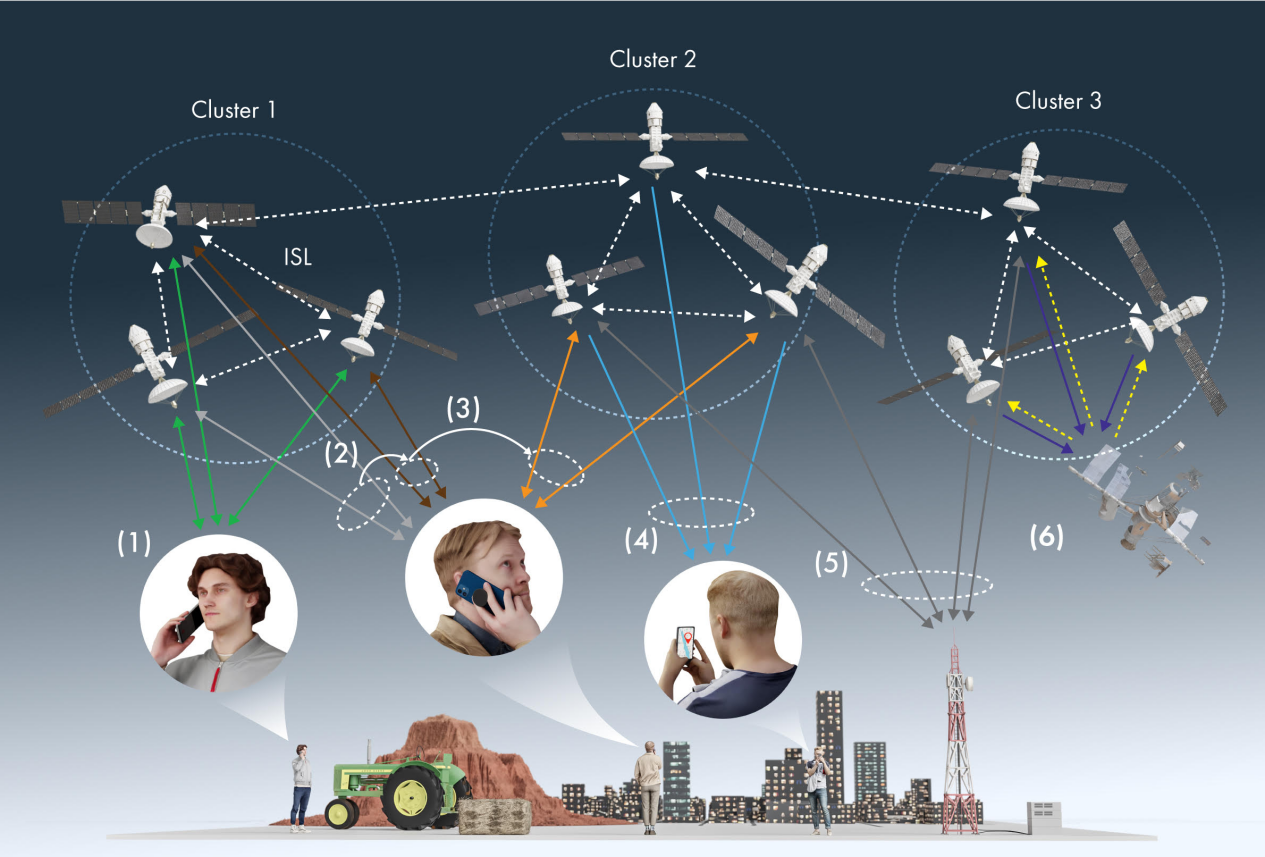 Cluster 2
Cluster 3
Cluster 1
ISL
(3)
(2)
(1)
(4)
(5)
(6)